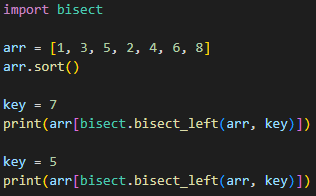 import bisect
arr = [1, 3, 5, 2, 4, 6, 8]
arr.sort()
key = 7
print(arr[bisect.bisect_left(arr, key)])
key = 5
print(arr[bisect.bisect_left(arr, key)])